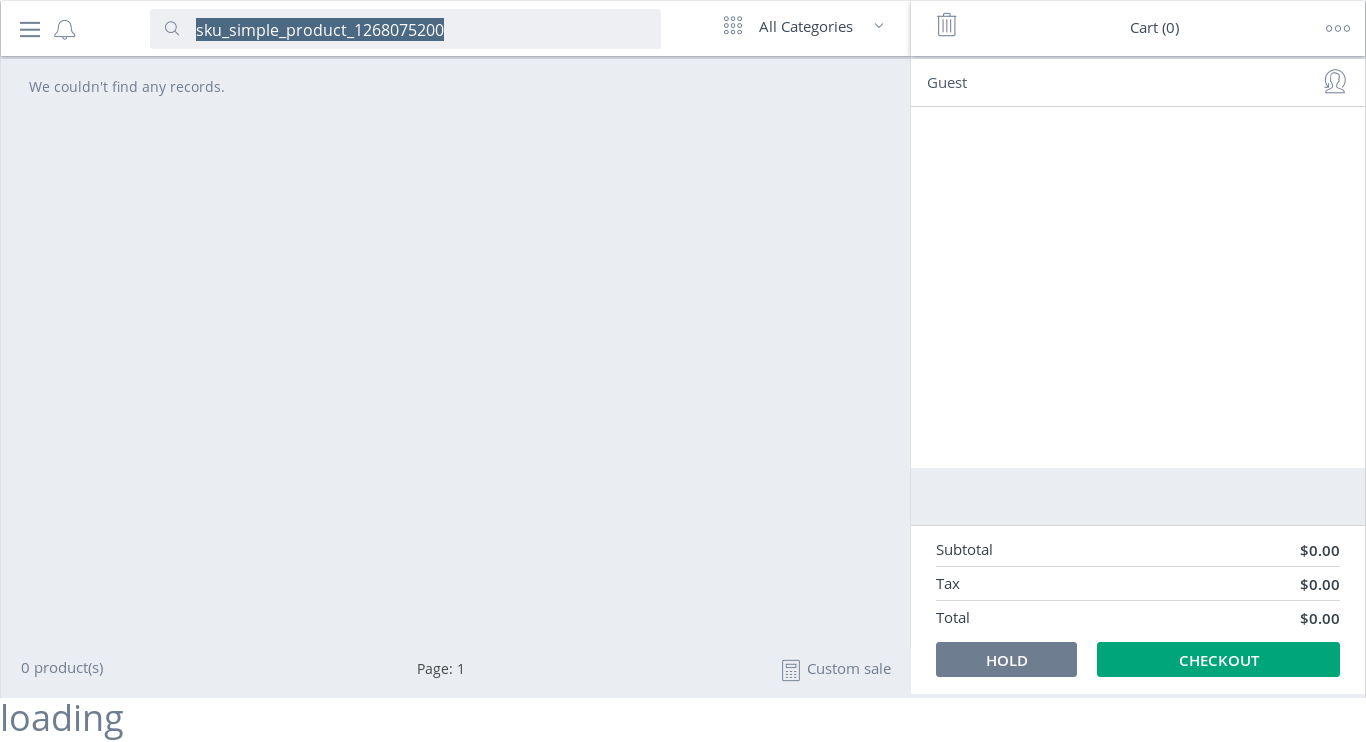 sku_simple_product_1268075200
All Categories
Cart (0)
We couldn't find any records.
Guest
Subtotal $0.00
Tax $0.00
Total $0.00
HOLD CHECKOUT
0 product(s)
Page: 1
Custom sale
loading